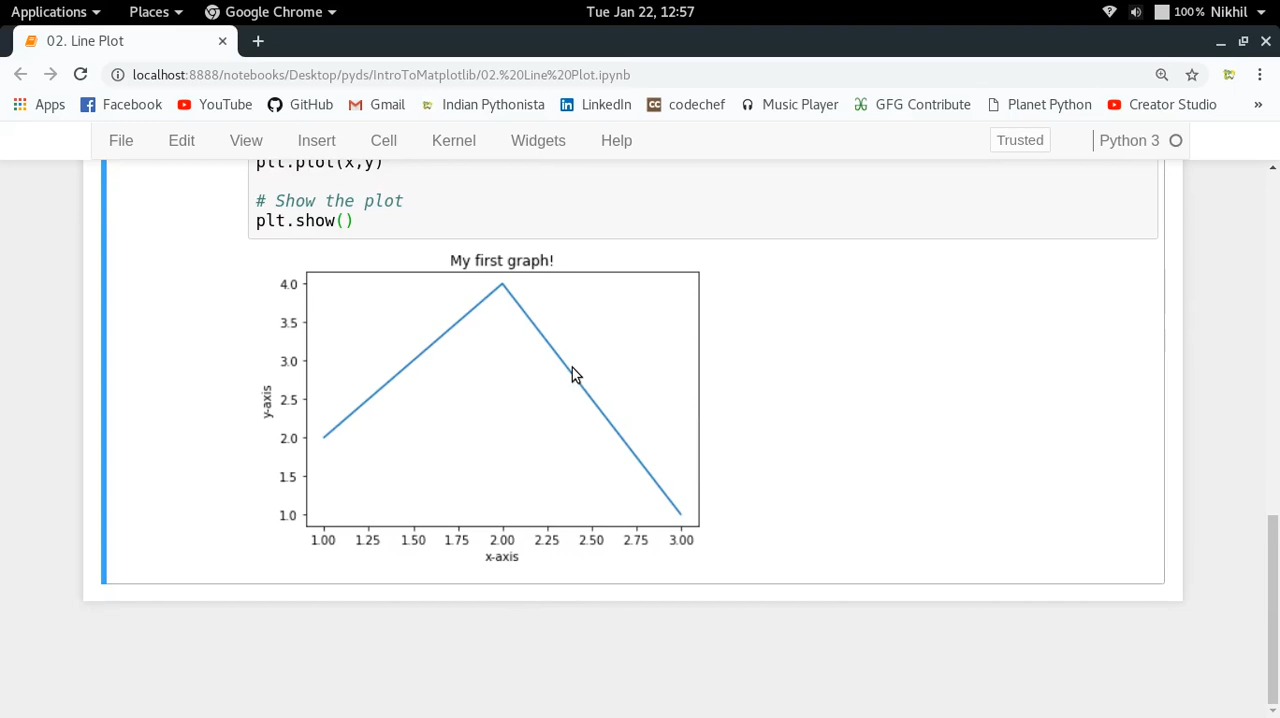 Applications Places Google Chrome Tue Jan 22, 12:57 100% Nikhil
02. Line Plot
localhost:8888/notebooks/Desktop/pyds/IntroToMatplotlib/02.%20Line%20Plot.ipynb
Apps Facebook YouTube GitHub Gmail Indian Pythonista LinkedIn CC codechef Music Player GFG Contribute Planet Python Creator Studio »
File Edit View Insert Cell Kernel Widgets Help Trusted Python 3
plt.plot(x,y)
# Show the plot
plt.show()
My first graph!
4.0
3.5
3.0
2.5
2.0
1.5
1.0
y-axis
1.00 1.25 1.50 1.75 2.00 2.25 2.50 2.75 3.00
x-axis